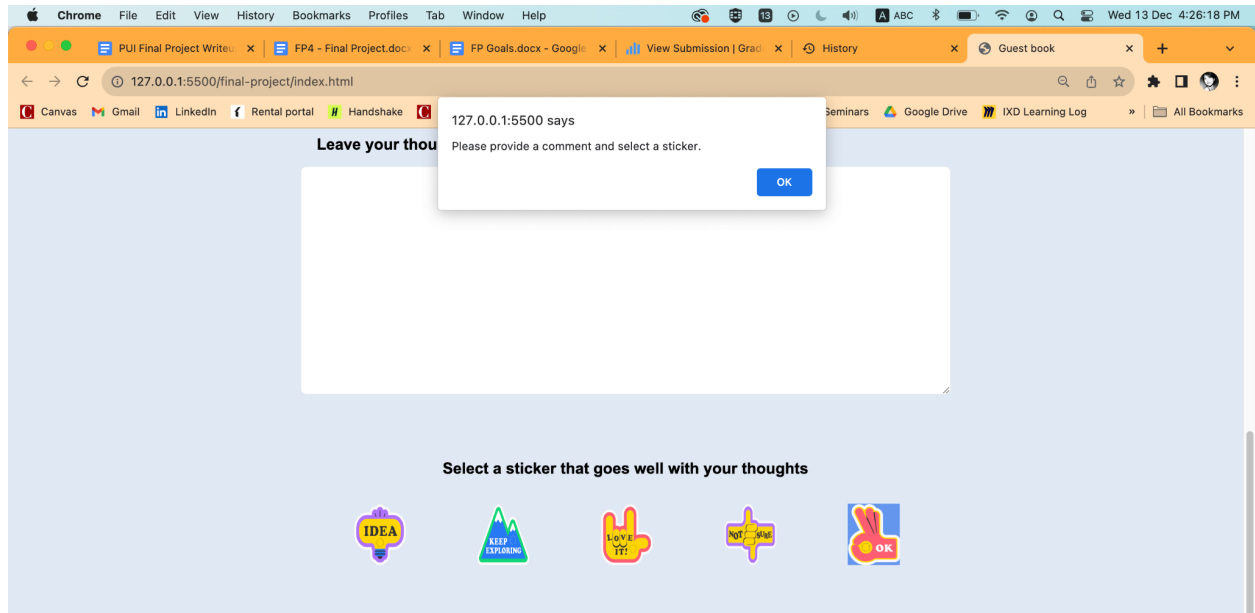 Chrome File Edit View History Bookmarks Profiles Tab Window Help 13 A ABC Wed 13 Dec 4:26:18 PM
PUI Final Project Writeu FP4 - Final Project.docx FP Goals.docx - Google View Submission | Grad History Guest book
127.0.0.1:5500/final-project/index.html
Canvas Gmail LinkedIn Rental portal Handshake Seminars Google Drive IXD Learning Log » All Bookmarks
127.0.0.1:5500 says
Please provide a comment and select a sticker.
OK
Leave your thou
Select a sticker that goes well with your thoughts
IDEA
KEEP
EXPLORING
LOVE
IT!
NOT SURE
OK